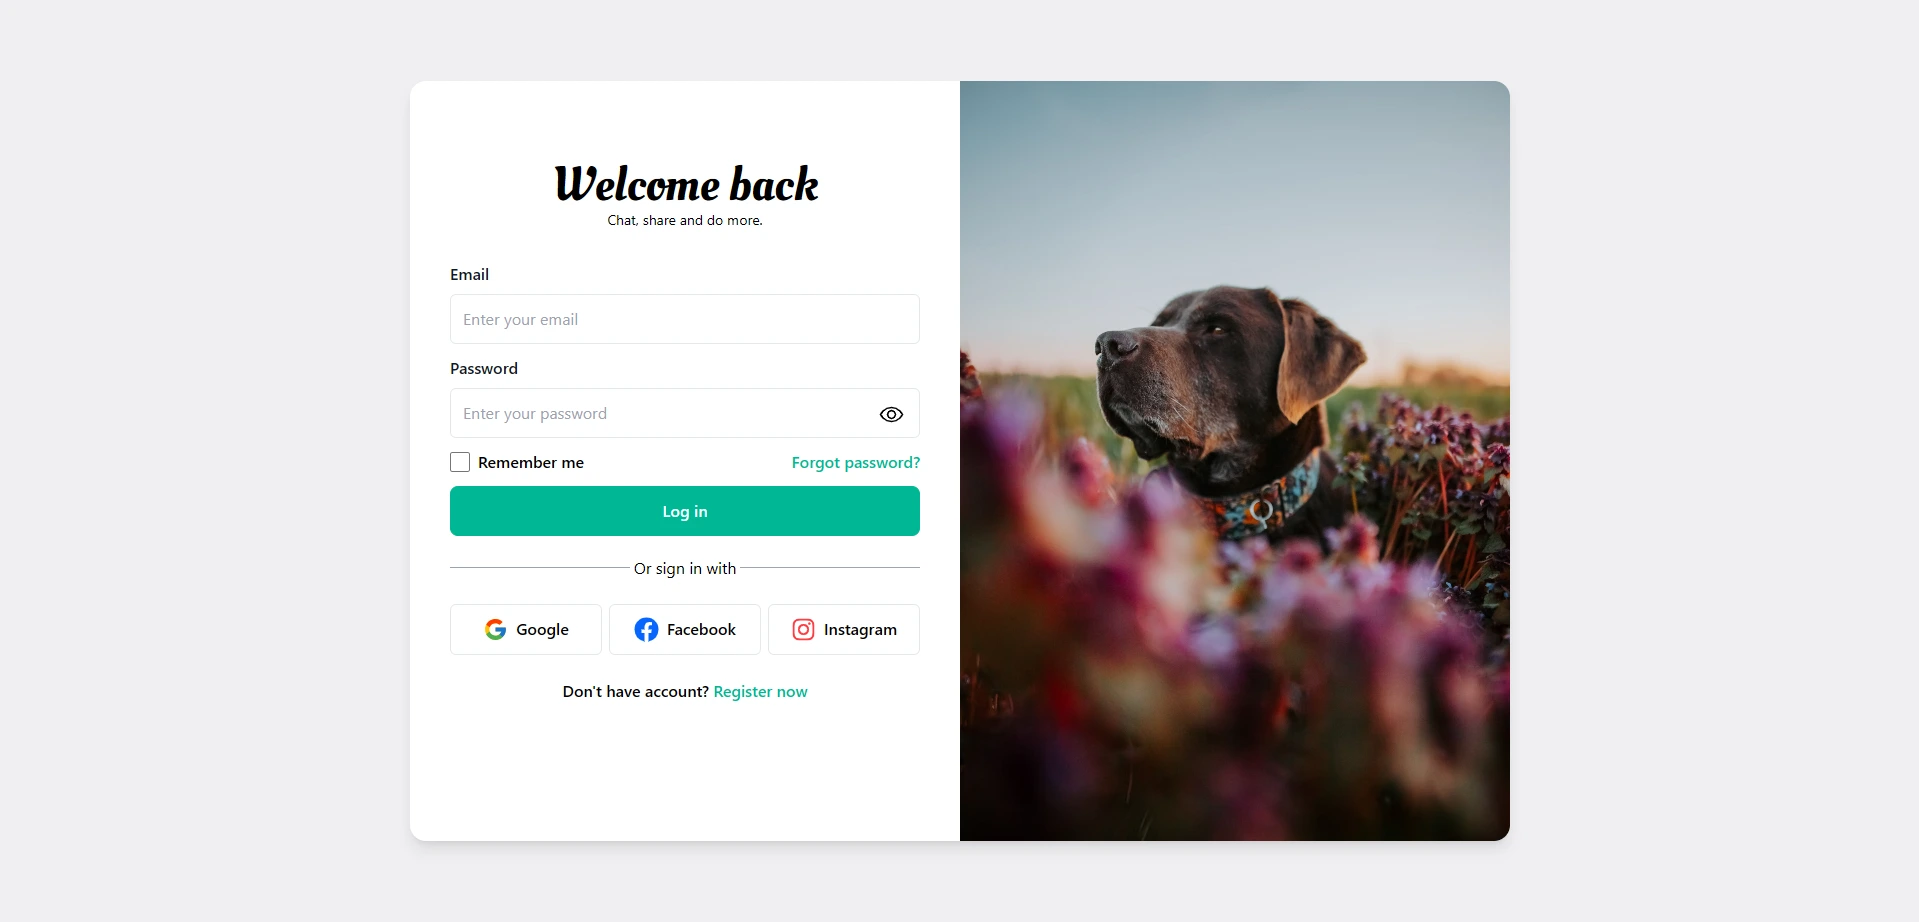 Welcome back
Chat, share and do more.
Email
Enter your email
Password
Enter your password
Remember me
Forgot password?
Log in
Or sign in with
Google
Facebook
Instagram
Don't have account? Register now